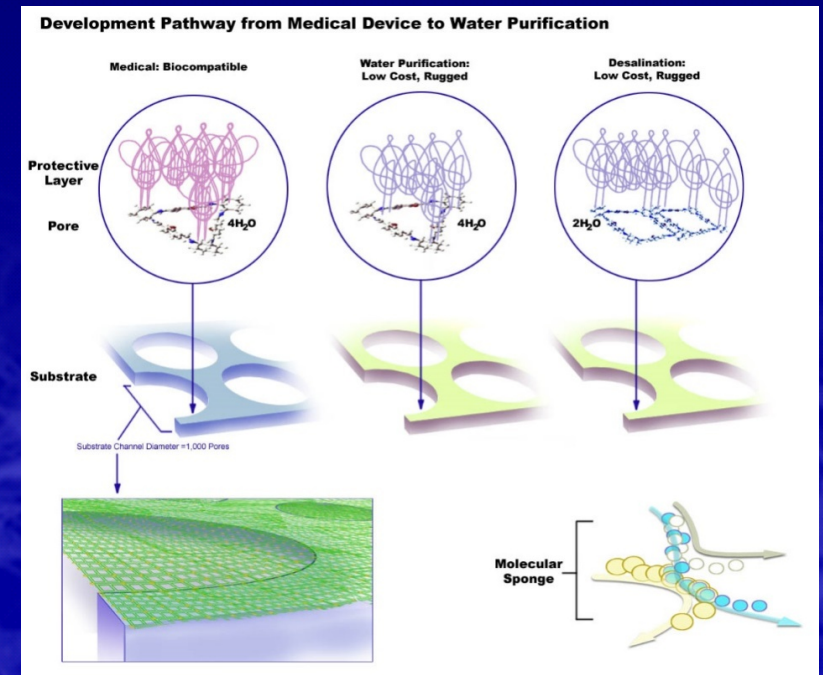 Development Pathway from Medical Device to Water Purification
Medical: Biocompatible
Water Purification:
Low Cost, Rugged
Desalination:
Low Cost, Rugged
Protective
Layer
Pore
4H₂O
4H₂O
2H₂O
Substrate
Substrate Channel Diameter =1,000 Pores
Molecular
Sponge